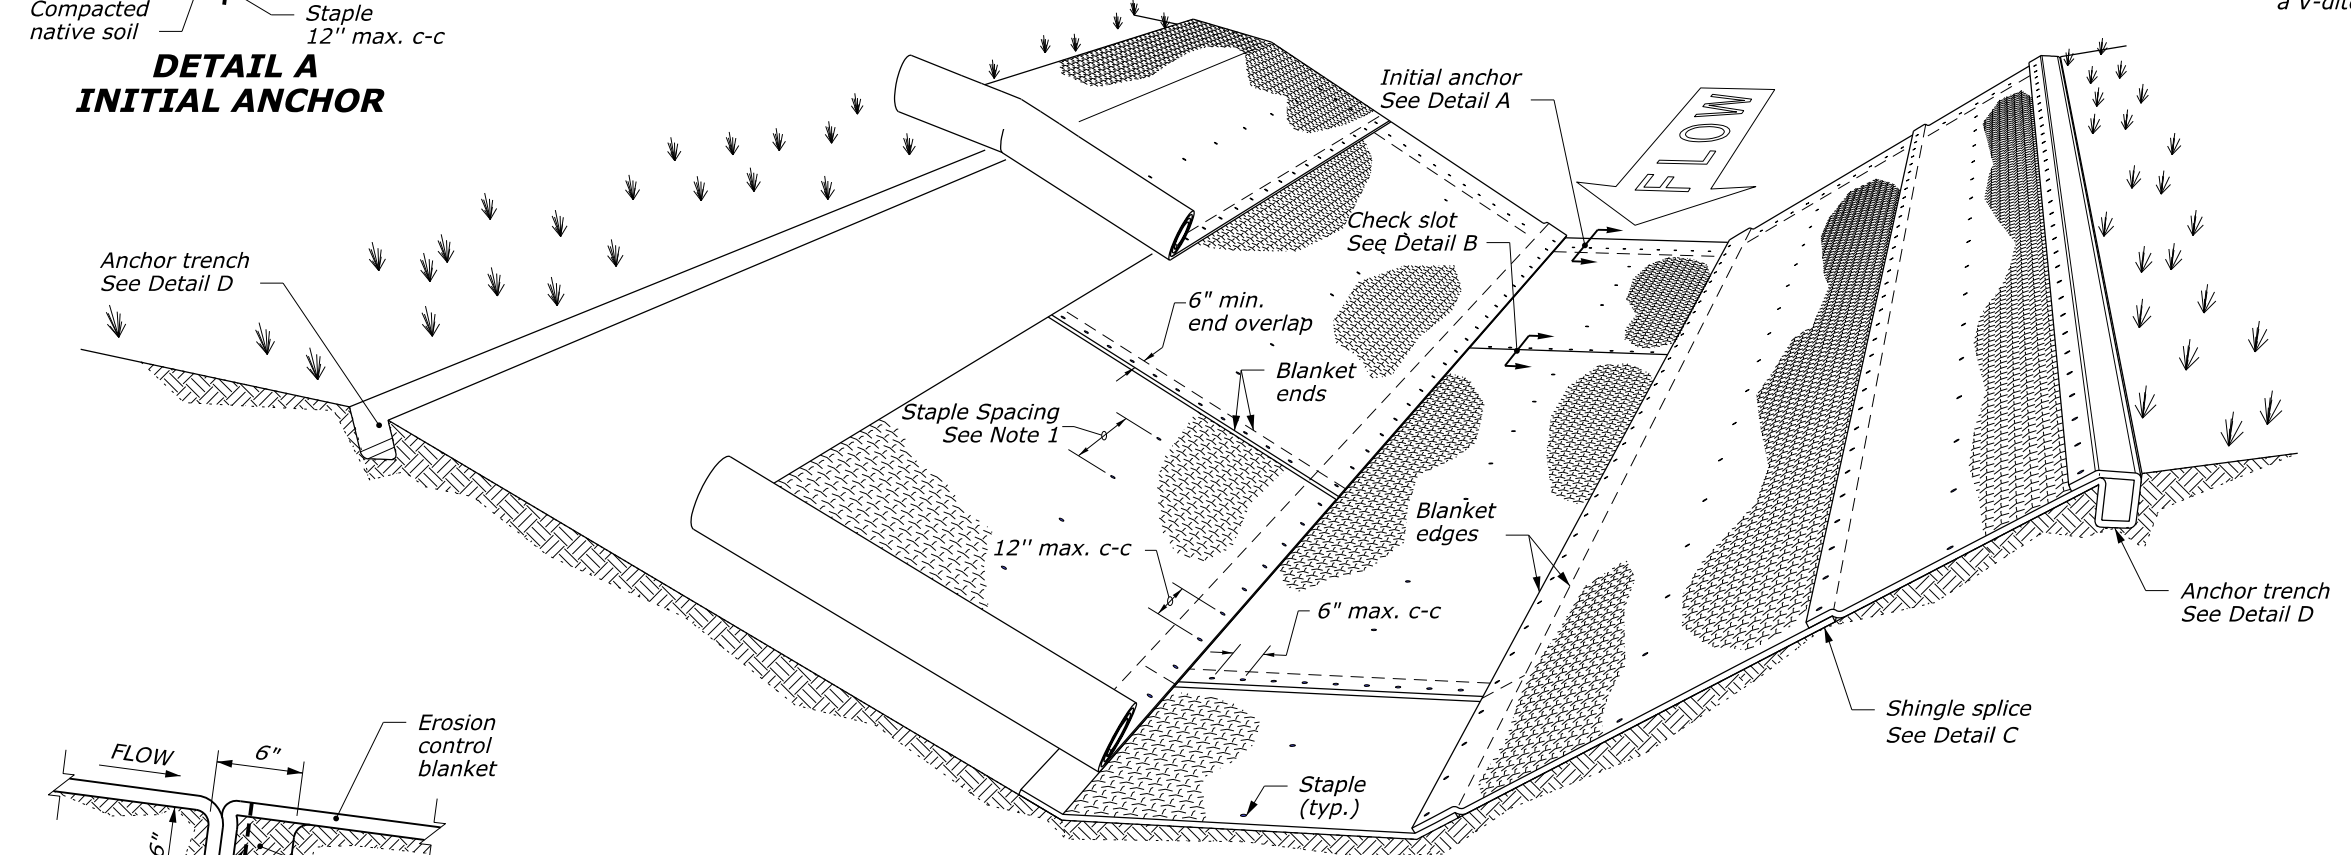 Compacted
native soil
Staple
12'' max. c-c
DETAIL A
INITIAL ANCHOR
Initial anchor
See Detail A
FLOW
Check slot
See Detail B
Anchor trench
See Detail D
6" min.
end overlap
Blanket
ends
Staple Spacing
See Note 1
12'' max. c-c
Blanket
edges
6" max. c-c
Anchor trench
See Detail D
Shingle splice
See Detail C
Staple
(typ.)
Erosion
control
blanket
FLOW
6"
6"